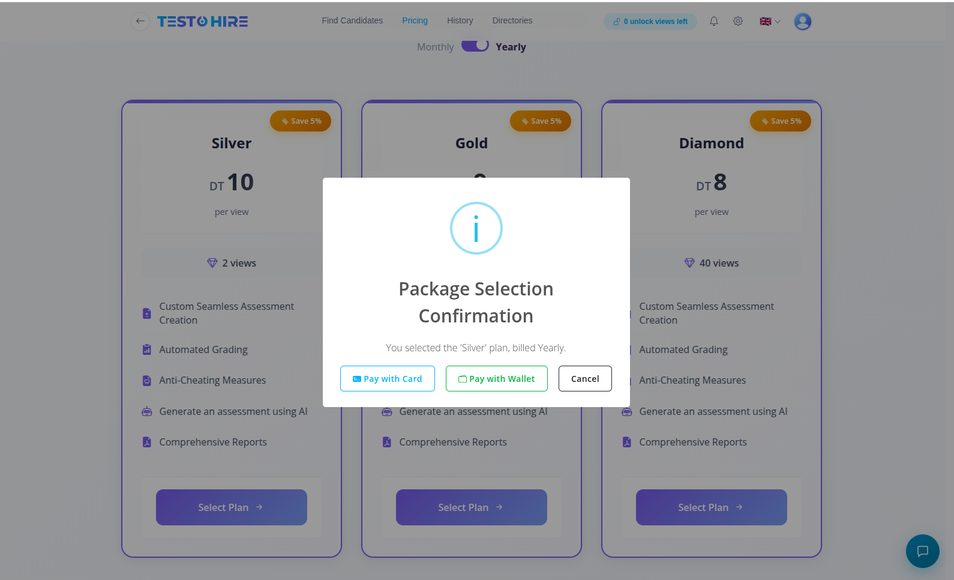 TESTHIRE
Find Candidates
Pricing
History
Directories
0 unlock views left
Monthly
Yearly
Save 5%
Silver
DT 10
per view
2 views
Custom Seamless Assessment
Creation
Automated Grading
Anti-Cheating Measures
Generate an assessment using AI
Comprehensive Reports
Select Plan →
Save 5%
Gold
Generate an assessment using AI
Comprehensive Reports
Select Plan →
Save 5%
Diamond
DT 8
per view
40 views
Custom Seamless Assessment
Creation
Automated Grading
Anti-Cheating Measures
Generate an assessment using AI
Comprehensive Reports
Select Plan →
i
Package Selection
Confirmation
You selected the 'Silver' plan, billed Yearly.
Pay with Card
Pay with Wallet
Cancel